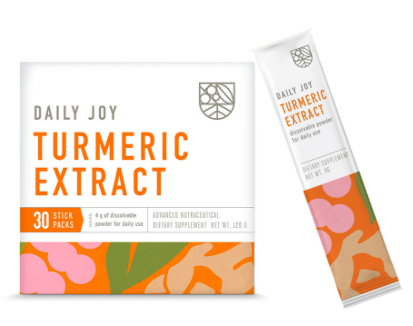 DAILY JOY
TURMERIC
EXTRACT
30 STICK PACKS
4 g of dissolvable
powder for daily use
ADVANCED NUTRACEUTICAL
DIETARY SUPPLEMENT NET WT. 120 G
DAILY JOY
TURMERIC
EXTRACT
dissolvable powder
for daily use
DIETARY SUPPLEMENT
NET WT. 4G